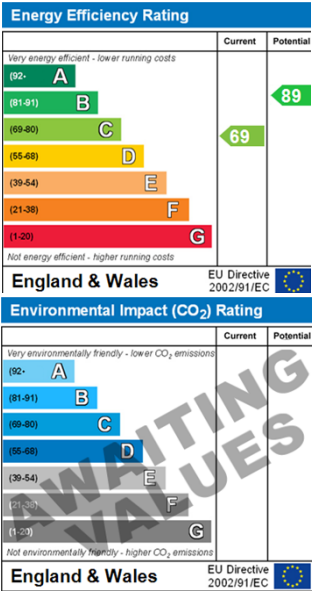 Energy Efficiency Rating
Current Potential
Very energy efficient - lower running costs
(92- A
(81-91) B
89
(69-80) C
69
(55-68) D
(39-54) E
(21-38) F
(1-20) G
Not energy efficient - higher running costs
England & Wales
EU Directive
2002/91/EC
Environmental Impact (CO2) Rating
Current Potential
Very environmentally friendly - lower CO2 emissions
(92- A
(81-91) B
(69-80) C
(55-68) D
(39-54) E
(21-38) F
(1-20) G
AWAITING
VALUES
Not environmentally friendly - higher CO2 emissions
England & Wales
EU Directive
2002/91/EC